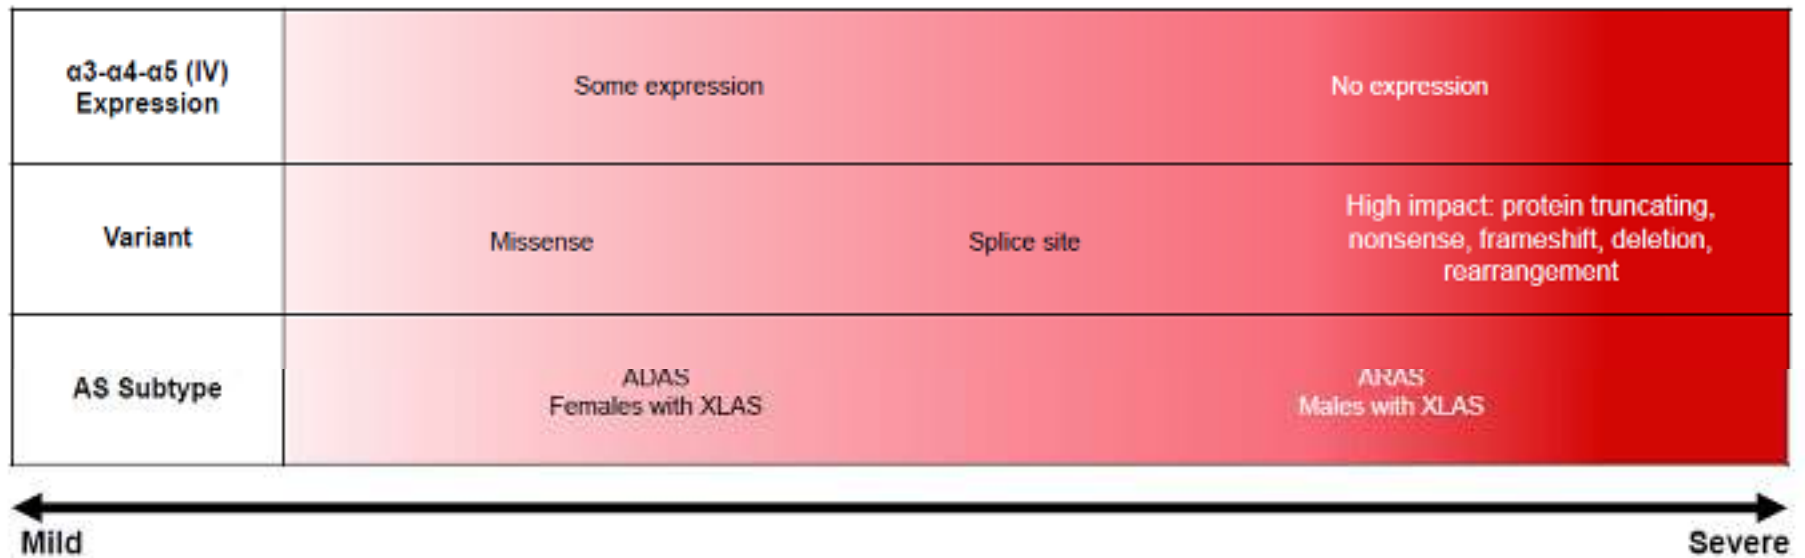 α3-α4-α5 (IV)
Expression
Some expression
No expression
Variant
Missense
Splice site
High impact: protein truncating,
nonsense, frameshift, deletion,
rearrangement
AS Subtype
ADAS
Females with XLAS
ARAS
Males with XLAS
Mild
Severe